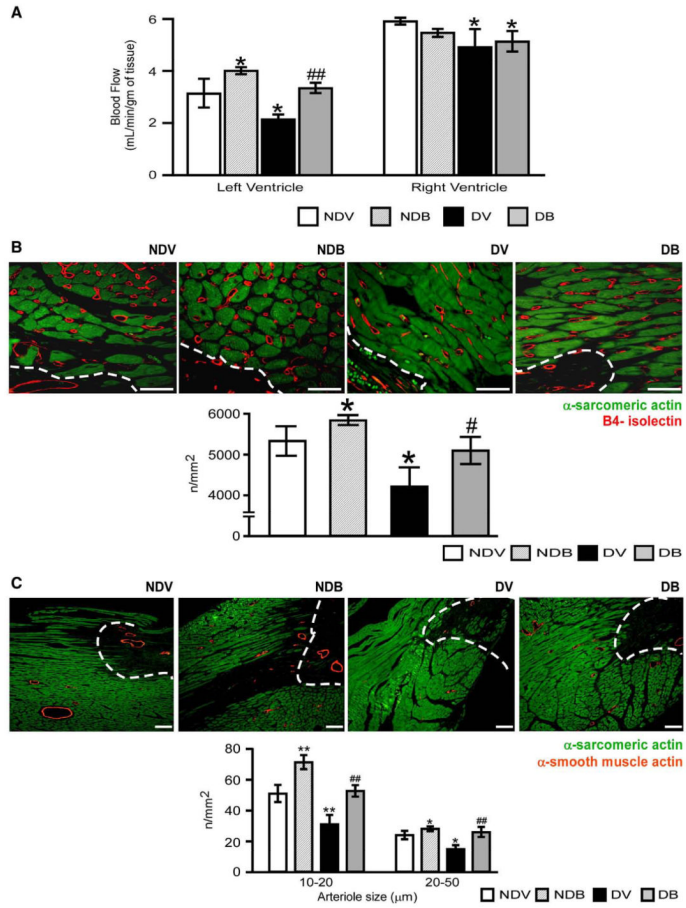 A
Blood Flow
(mL/min/gm of tissue)
6
4
2
0
*
*
##
*
*
Left Ventricle
Right Ventricle
NDV
NDB
DV
DB
B
NDV
NDB
DV
DB
α-sarcomeric actin
B4- isolectin
n/mm2
6000
5000
4000
0
*
*
#
NDV
NDB
DV
DB
C
NDV
NDB
DV
DB
α-sarcomeric actin
α-smooth muscle actin
n/mm2
80
60
40
20
0
**
**
##
*
*
##
10-20
20-50
Arteriole size (μm)
NDV
NDB
DV
DB